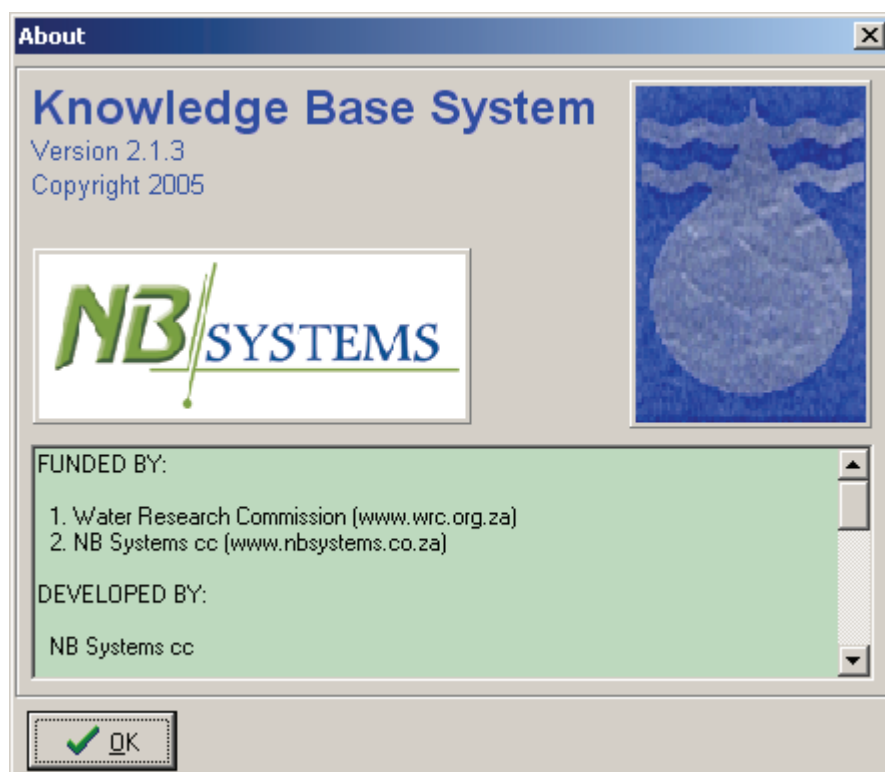 About
Knowledge Base System
Version 2.1.3
Copyright 2005
NB SYSTEMS
FUNDED BY:
1. Water Research Commission (www.wrc.org.za)
2. NB Systems cc (www.nbsystems.co.za)
DEVELOPED BY:
NB Systems cc
OK